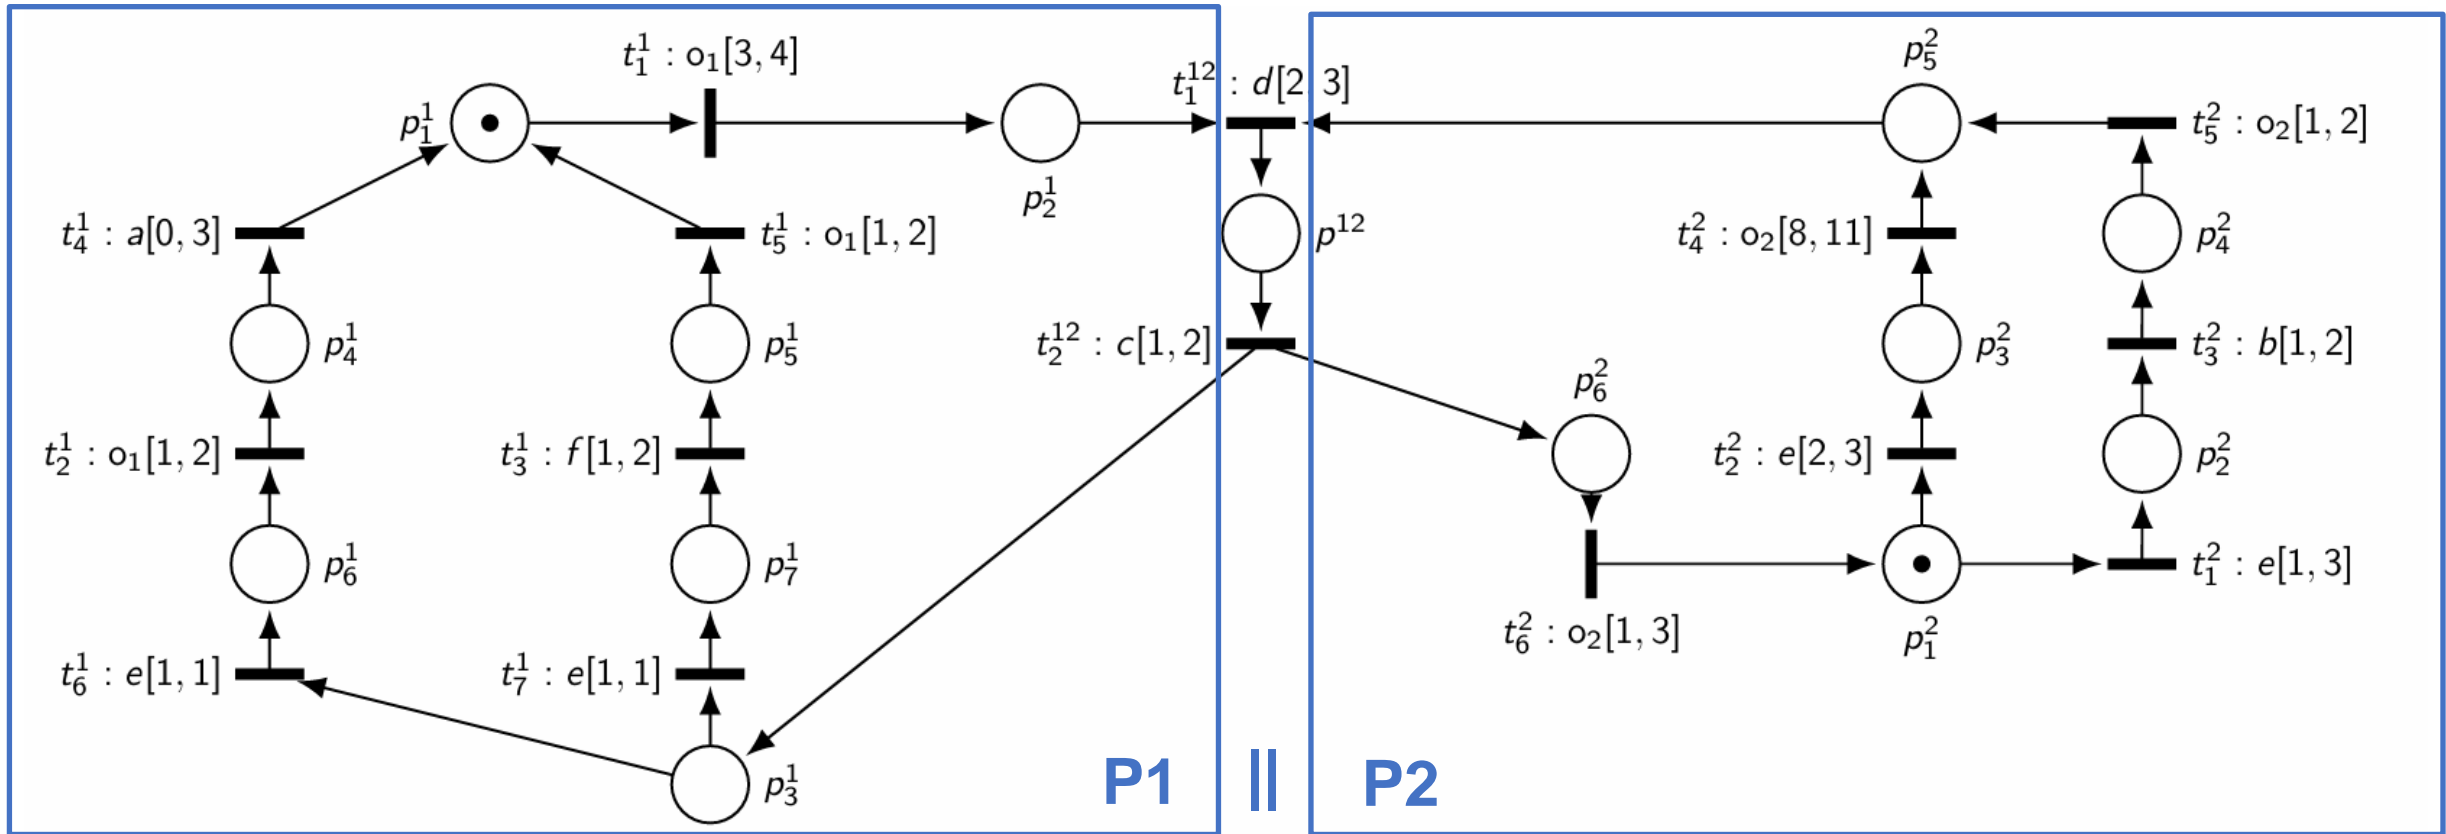 t₁¹ : o₁[3, 4]
p₁¹
p₂¹
t₁¹² : d[2, 3]
p₅²
t₅² : o₂[1, 2]
t₄¹ : a[0, 3]
t₅¹ : o₁[1, 2]
p¹²
t₄² : o₂[8, 11]
p₄²
p₄¹
p₅¹
t₂¹² : c[1, 2]
p₆²
p₃²
t₃² : b[1, 2]
t₂¹ : o₁[1, 2]
t₃¹ : f[1, 2]
t₂² : e[2, 3]
p₂²
p₆¹
p₇¹
t₆² : o₂[1, 3]
p₁²
t₁² : e[1, 3]
t₆¹ : e[1, 1]
t₇¹ : e[1, 1]
p₃¹
P1 || P2